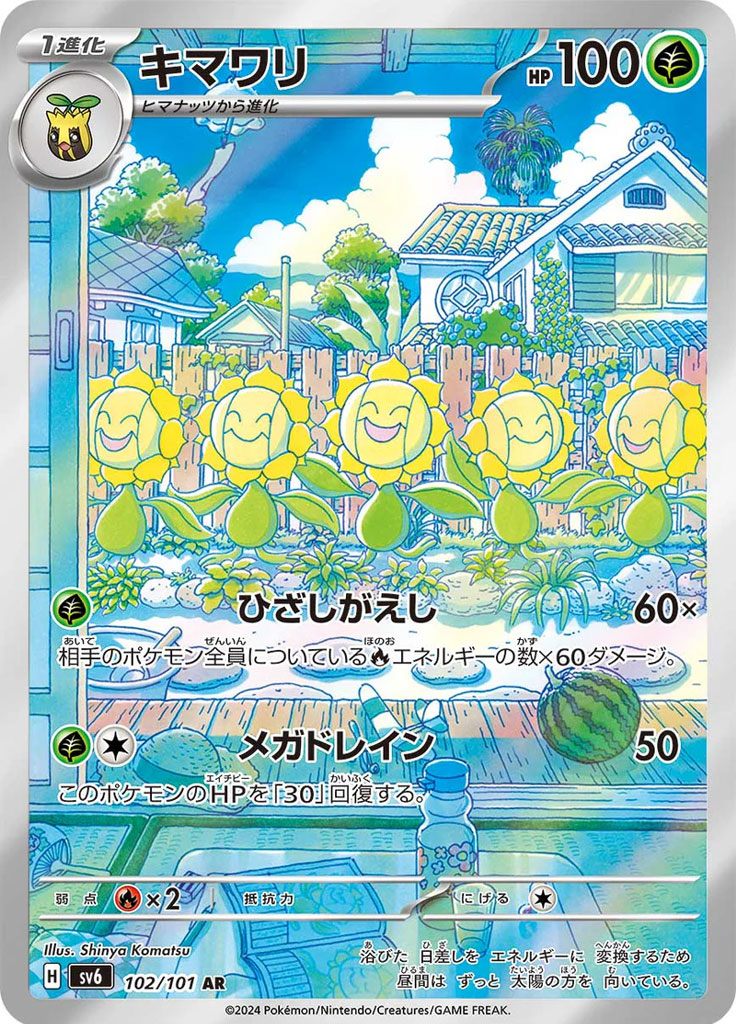 1進化
キマワリ
HP 100
ヒマナッツから進化
ひざしがえし 60×
相手のポケモン全員についている エネルギーの数×60ダメージ。
メガドレイン 50
このポケモンのHPを「30」回復する。
弱点 ×2 抵抗力 にげる
Illus. Shinya Komatsu
H sv6 102/101 AR
浴びた 日差しを エネルギーに 変換するため
昼間は ずっと 太陽の方を 向いている。
©2024 Pokémon/Nintendo/Creatures/GAME FREAK.